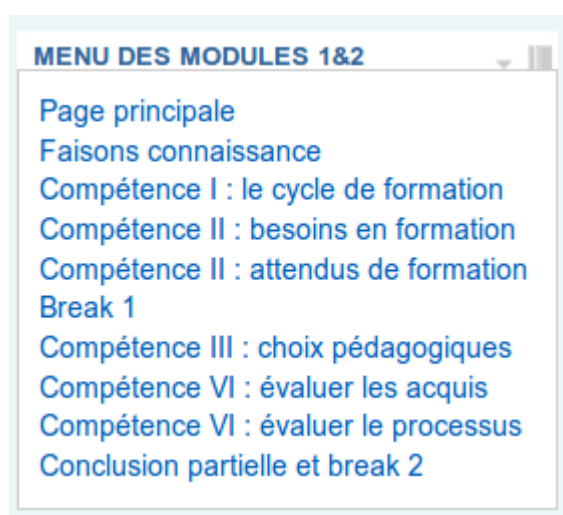 MENU DES MODULES 1&2
Page principale
Faisons connaissance
Compétence I : le cycle de formation
Compétence II : besoins en formation
Compétence II : attendus de formation
Break 1
Compétence III : choix pédagogiques
Compétence VI : évaluer les acquis
Compétence VI : évaluer le processus
Conclusion partielle et break 2